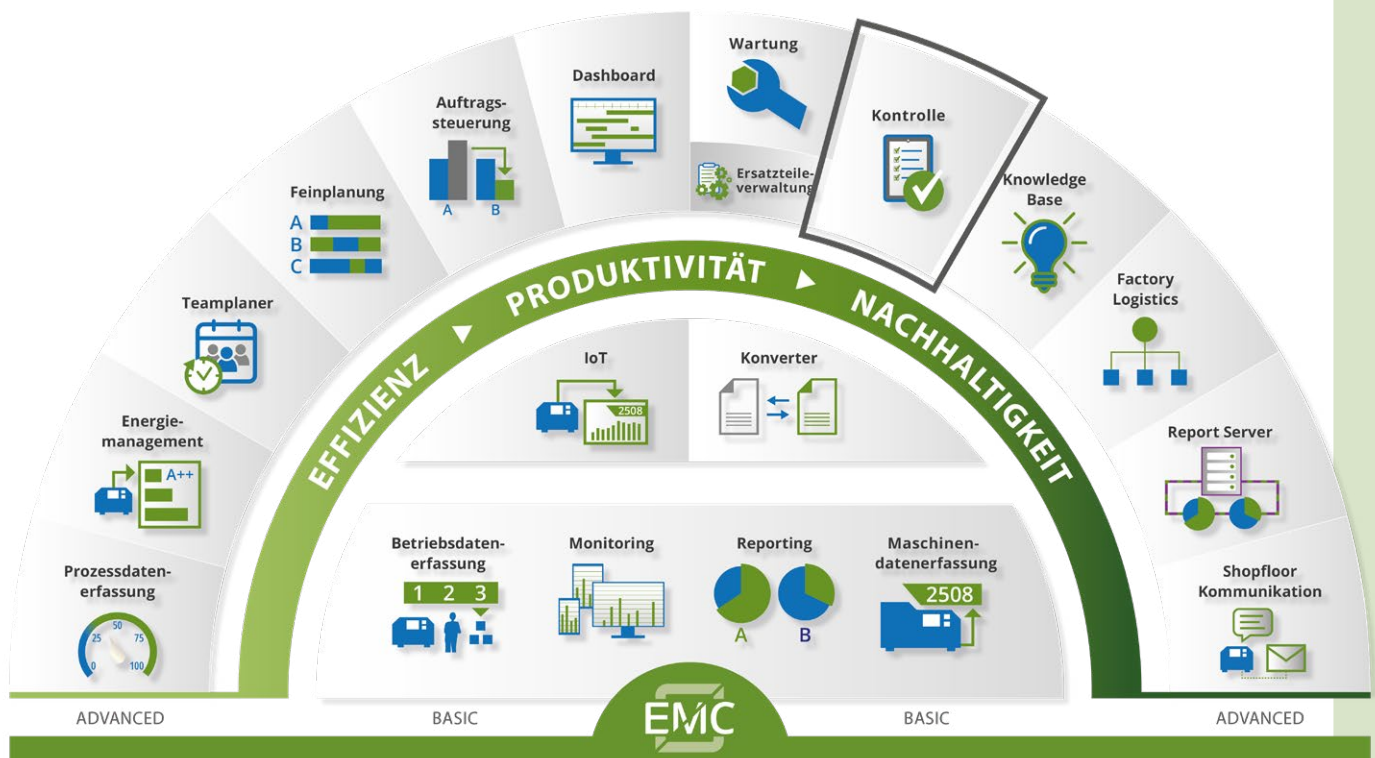 Wartung
Dashboard
Kontrolle
Auftrags-
steuerung
A
B
Ersatzteile-
verwaltung
Feinplanung
A
B
C
Knowledge
Base
Teamplaner
Factory
Logistics
EFFIZIENZ
PRODUKTIVITÄT
NACHHALTIGKEIT
IoT
2508
Konverter
Energie-
management
A++
Report Server
Prozessdaten-
erfassung
0
25
50
75
100
Betriebsdaten-
erfassung
1 2 3
Monitoring
Reporting
A
B
Maschinen-
datenerfassung
2508
Shopfloor
Kommunikation
ADVANCED
BASIC
EMC
BASIC
ADVANCED